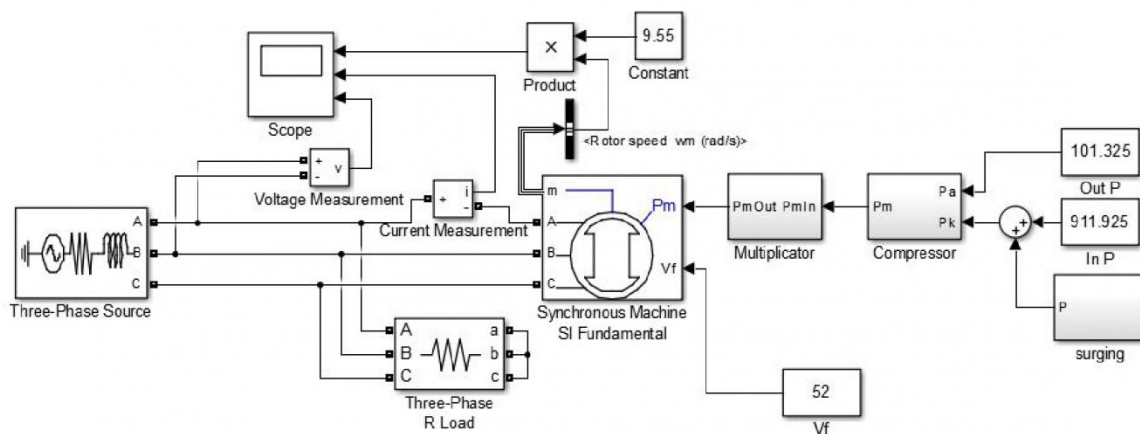 9.55
Constant
X
Product
Scope
<Rotor speed wm (rad/s)>
+
-
v
Voltage Measurement
+
i
-
Current Measurement
A
B
C
Three-Phase Source
m
Pm
A
B
C
Vf
Synchronous Machine
SI Fundamental
PmOut PmIn
Multiplicator
Pm
Pa
Pk
Compressor
101.325
Out P
+
+
911.925
In P
P
surging
A
B
C
a
b
c
Three-Phase
R Load
52
Vf